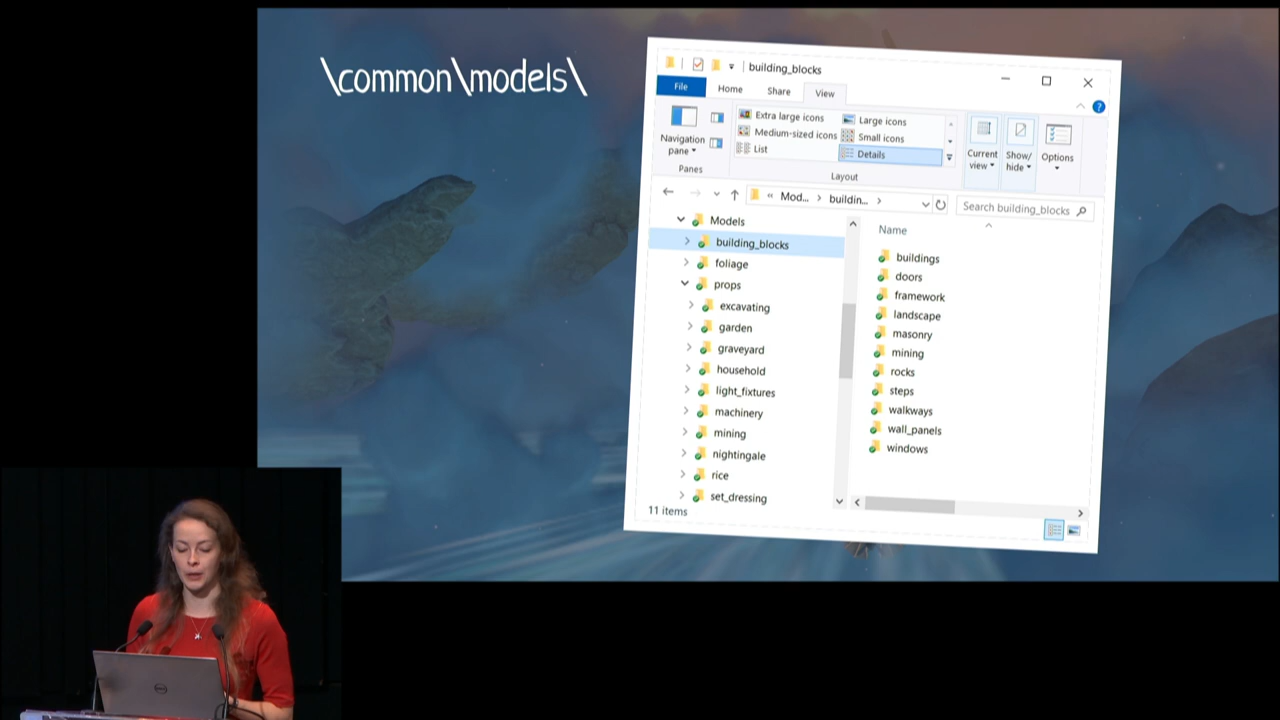 \common\models\
building_blocks
File Home Share View
Navigation pane
Panes
Extra large icons
Large icons
Medium-sized icons
Small icons
List
Details
Layout
Current view
Show/hide
Options
« Mod... > buildin... >
Search building_blocks
Models
building_blocks
foliage
props
excavating
garden
graveyard
household
light_fixtures
machinery
mining
nightingale
rice
set_dressing
Name
buildings
doors
framework
landscape
masonry
mining
rocks
steps
walkways
wall_panels
windows
11 items
DELL